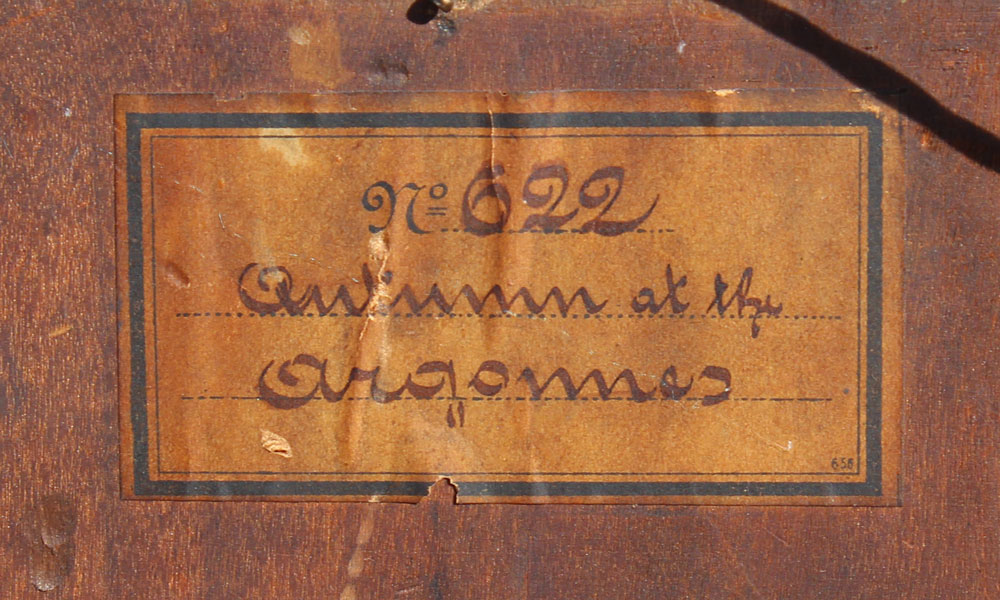 Nº 622
Autumn at the
Argonnes
658